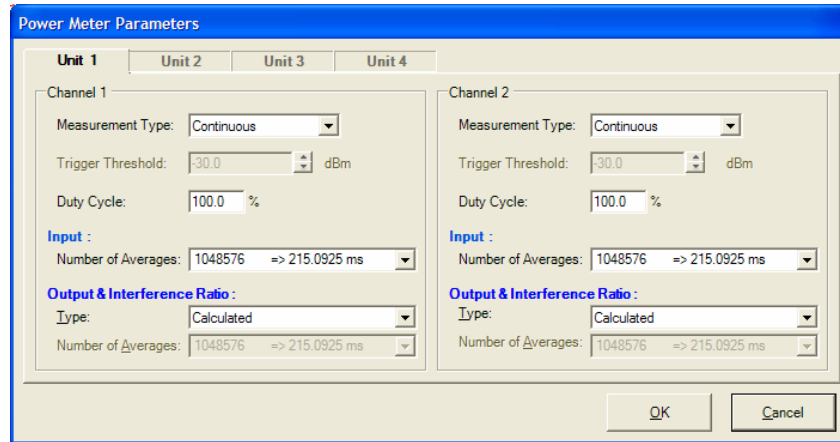 Power Meter Parameters
Unit 1 Unit 2 Unit 3 Unit 4
Channel 1
Measurement Type: Continuous
Trigger Threshold: -30.0 dBm
Duty Cycle: 100.0 %
Input :
Number of Averages: 1048576 => 215.0925 ms
Output & Interference Ratio :
Type: Calculated
Number of Averages: 1048576 => 215.0925 ms
Channel 2
Measurement Type: Continuous
Trigger Threshold: -30.0 dBm
Duty Cycle: 100.0 %
Input :
Number of Averages: 1048576 => 215.0925 ms
Output & Interference Ratio :
Type: Calculated
Number of Averages: 1048576 => 215.0925 ms
OK Cancel